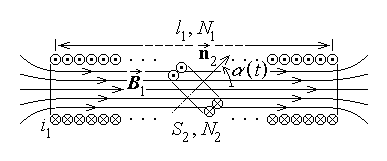 l₁, N₁
n₂
α(t)
B₁
i₁
S₂, N₂